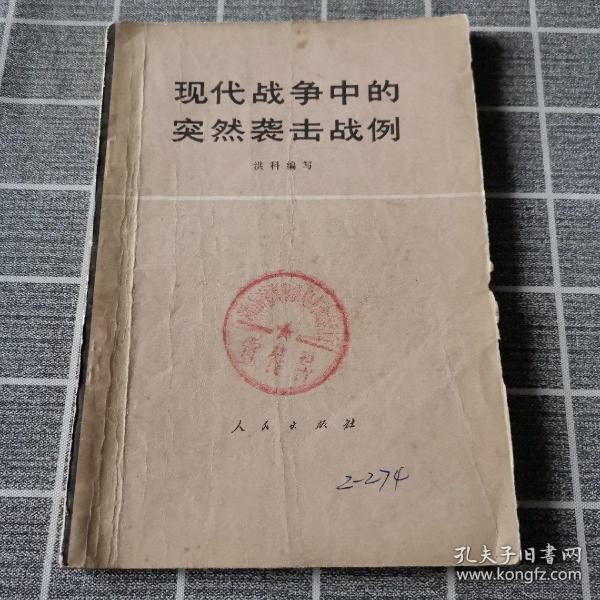 现代战争中的
突然袭击战例
洪科编写
人民出版社
2-274
孔夫子旧书网
www.kongfz.com